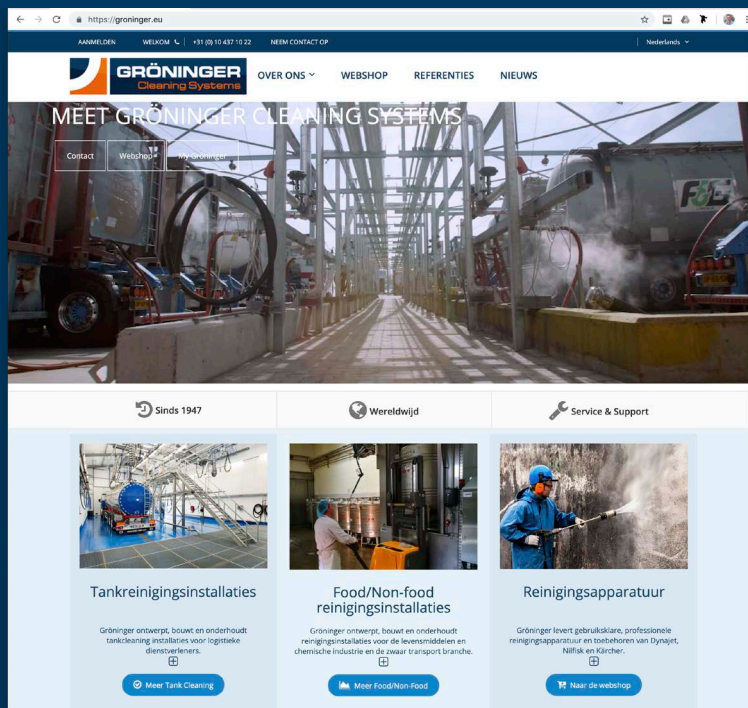 https://groninger.eu
AANMELDEN WELKOM +31 (0) 10 437 10 22 NEEM CONTACT OP Nederlands
GRÖNINGER
Cleaning Systems
OVER ONS WEBSHOP REFERENTIES NIEUWS
MEET GRÖNINGER CLEANING SYSTEMS
Contact Webshop My Gröninger
Sinds 1947 Wereldwijd Service & Support
Tankreinigingsinstallaties
Gröninger ontwerpt, bouwt en onderhoudt
tankcleaning installaties voor logistieke
dienstverleners.
Meer Tank Cleaning
Food/Non-food
reinigingsinstallaties
Gröninger ontwerpt, bouwt en onderhoudt
reinigingsinstallaties voor de levensmiddelen en
chemische industrie en de zwaar transport branche.
Meer Food/Non-Food
Reinigingsapparatuur
Gröninger levert gebruiksklare, professionele
reinigingsapparatuur en toebehoren van Dynajet,
Nilfisk en Kärcher.
Naar de webshop